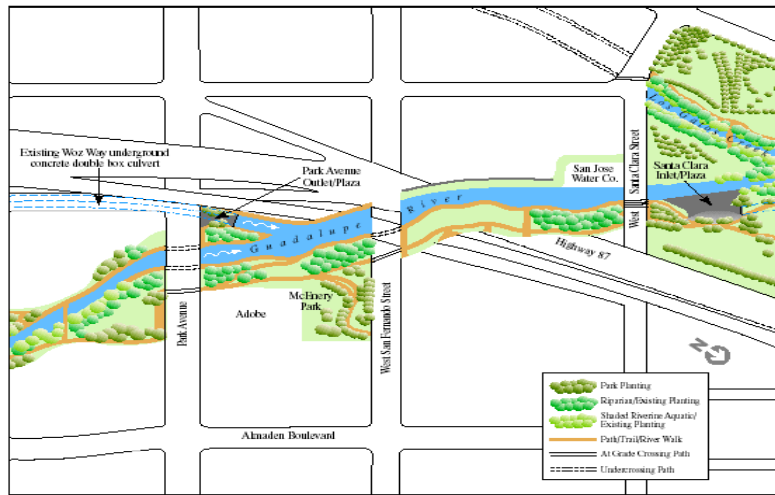 Existing Woz Way underground
concrete double box culvert
Park Avenue
Outlet/Plaza
Guadalupe
River
San Jose
Water Co.
West Santa Clara Street
Los Gatos Creek
Santa Clara
Inlet/Plaza
Highway 87
Park Avenue
Adobe
McEnery
Park
West San Fernando Street
Almaden Boulevard
N
Park Planting
Riparian/Existing Planting
Shaded Riverine Aquatic/
Existing Planting
Path/Trail/River Walk
At Grade Crossing Path
Undercrossing Path